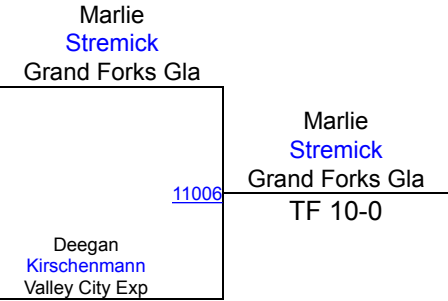 Marlie
Stremick
Grand Forks Gla
Marlie
Stremick
Grand Forks Gla
11006
TF 10-0
Deegan
Kirschenmann
Valley City Exp